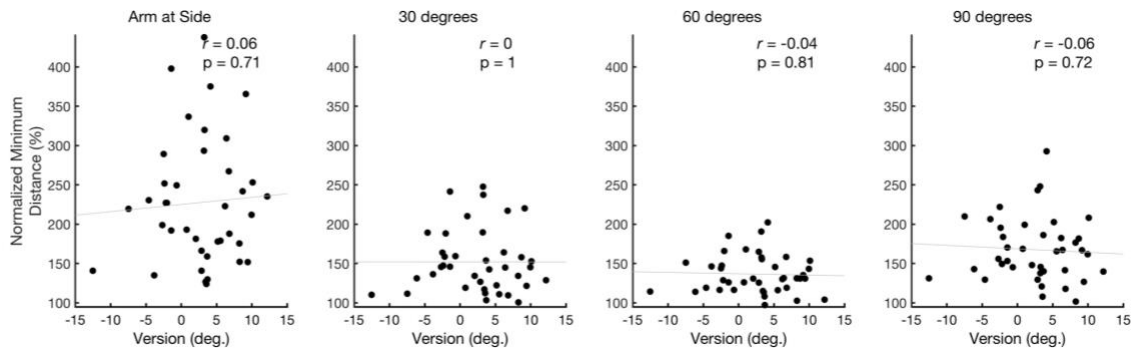 Arm at Side
r = 0.06
p = 0.71
Normalized Minimum
Distance (%)
400
350
300
250
200
150
100
-15 -10 -5 0 5 10 15
Version (deg.)
30 degrees
r = 0
p = 1
400
350
300
250
200
150
100
-15 -10 -5 0 5 10 15
Version (deg.)
60 degrees
r = -0.04
p = 0.81
400
350
300
250
200
150
100
-15 -10 -5 0 5 10 15
Version (deg.)
90 degrees
r = -0.06
p = 0.72
400
350
300
250
200
150
100
-15 -10 -5 0 5 10 15
Version (deg.)